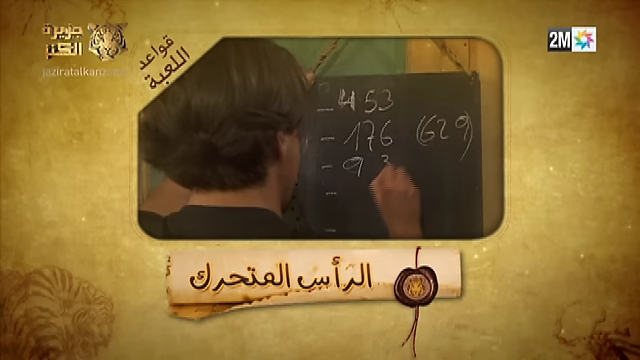 جزيرة
الكنز
jaziratalkanz
2M
قواعد
اللعبة
- 453
- 176 (629)
- 9
-
-
الرأس المتحرك